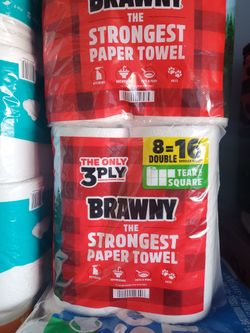 BRAWNY
THE
STRONGEST
PAPER TOWEL
THE ONLY
3PLY
8=16
DOUBLE
TEAR A
SQUARE
BRAWNY
THE
STRONGEST
PAPER TOWEL